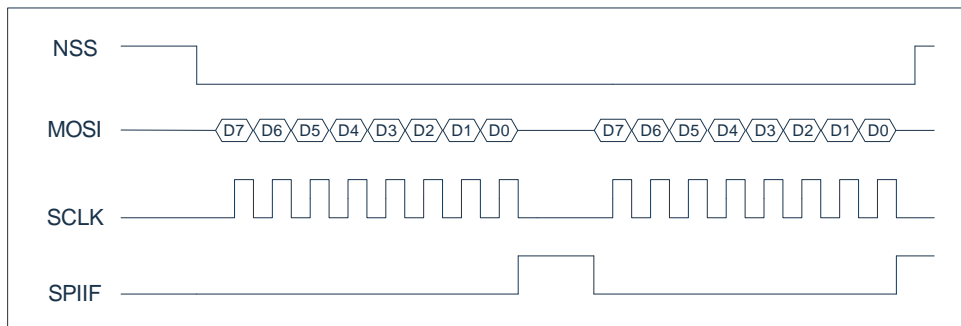 NSS
MOSI D7 D6 D5 D4 D3 D2 D1 D0 D7 D6 D5 D4 D3 D2 D1 D0
SCLK
SPIIF